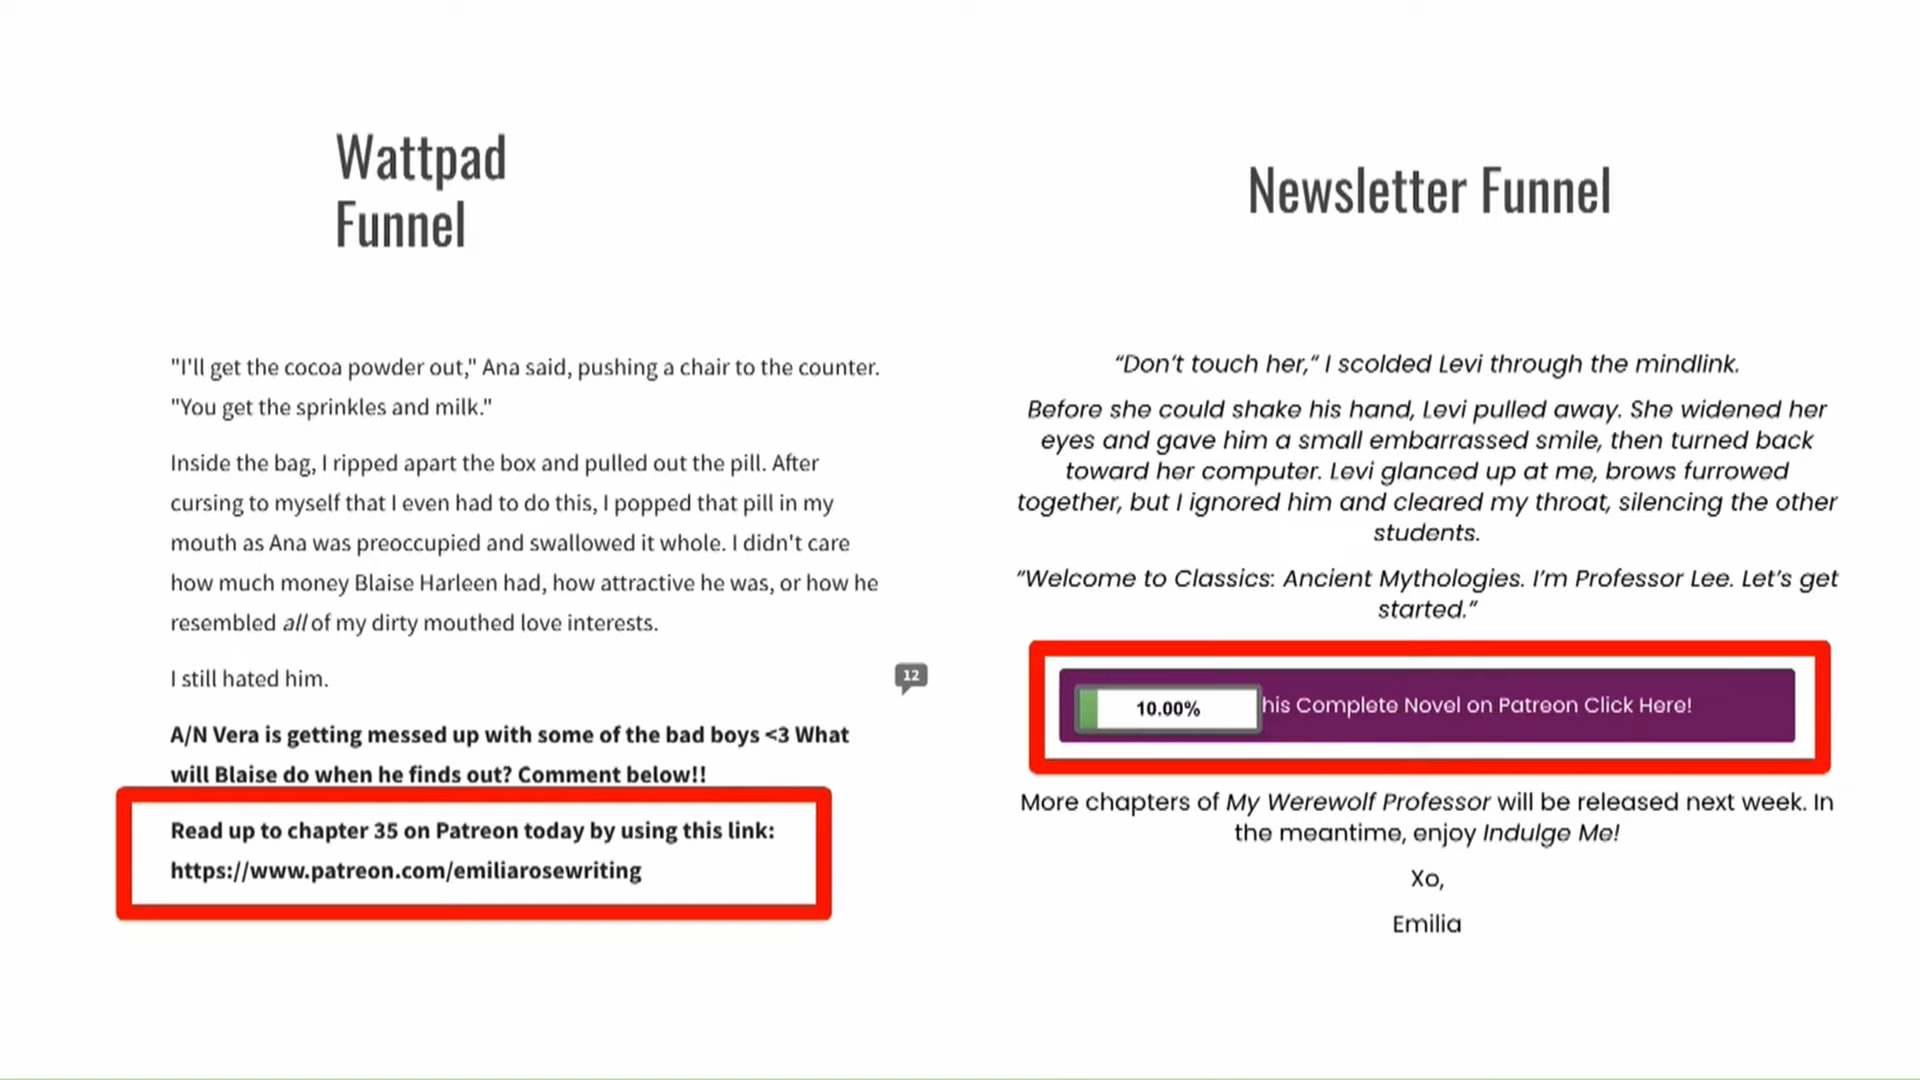 Wattpad
Funnel
"I'll get the cocoa powder out," Ana said, pushing a chair to the counter.
"You get the sprinkles and milk."
Inside the bag, I ripped apart the box and pulled out the pill. After
cursing to myself that I even had to do this, I popped that pill in my
mouth as Ana was preoccupied and swallowed it whole. I didn't care
how much money Blaise Harleen had, how attractive he was, or how he
resembled all of my dirty mouthed love interests.
I still hated him.
12
A/N Vera is getting messed up with some of the bad boys <3 What
will Blaise do when he finds out? Comment below!!
Read up to chapter 35 on Patreon today by using this link:
https://www.patreon.com/emiliarosewriting
Newsletter Funnel
“Don’t touch her,” I scolded Levi through the mindlink.
Before she could shake his hand, Levi pulled away. She widened her
eyes and gave him a small embarrassed smile, then turned back
toward her computer. Levi glanced up at me, brows furrowed
together, but I ignored him and cleared my throat, silencing the other
students.
“Welcome to Classics: Ancient Mythologies. I’m Professor Lee. Let’s get
started.”
10.00% his Complete Novel on Patreon Click Here!
More chapters of My Werewolf Professor will be released next week. In
the meantime, enjoy Indulge Me!
Xo,
Emilia